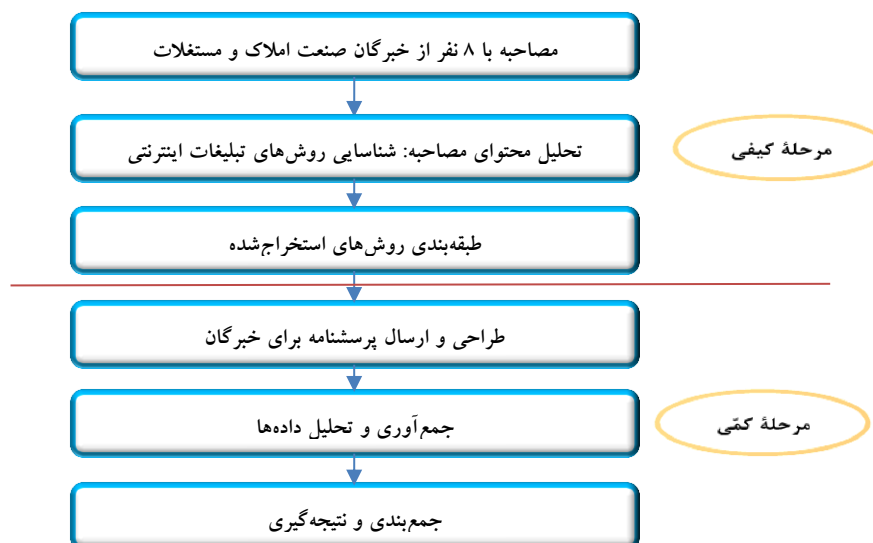 مصاحبه با ۸ نفر از خبرگان صنعت املاک و مستغلات
تحلیل محتوای مصاحبه: شناسایی روش‌های تبلیغات اینترنتی
مرحلۀ کیفی
طبقه‌بندی روش‌های استخراج‌شده
طراحی و ارسال پرسشنامه برای خبرگان
جمع‌آوری و تحلیل داده‌ها
مرحلۀ کمّی
جمع‌بندی و نتیجه‌گیری